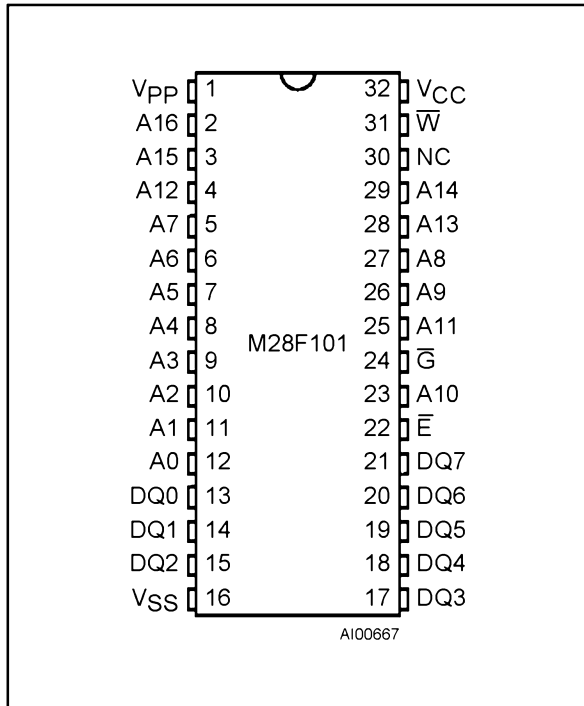 VPP 1 32 VCC
A16 2 31 W̅
A15 3 30 NC
A12 4 29 A14
A7 5 28 A13
A6 6 27 A8
A5 7 26 A9
A4 8 25 A11
M28F101
A3 9 24 G̅
A2 10 23 A10
A1 11 22 E̅
A0 12 21 DQ7
DQ0 13 20 DQ6
DQ1 14 19 DQ5
DQ2 15 18 DQ4
VSS 16 17 DQ3
AI00667